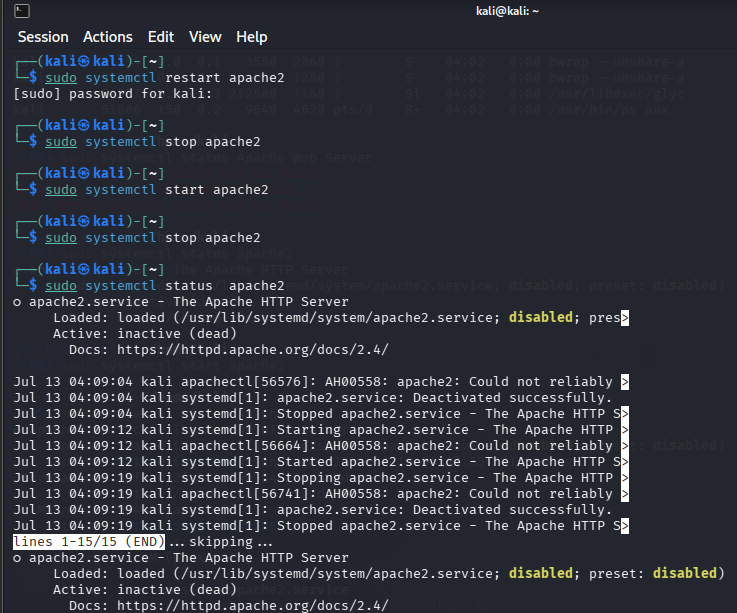 kali@kali: ~
Session Actions Edit View Help
┌──(kali㉿kali)-[~]
└─$ sudo systemctl restart apache2
[sudo] password for kali:
┌──(kali㉿kali)-[~]
└─$ sudo systemctl stop apache2
┌──(kali㉿kali)-[~]
└─$ sudo systemctl start apache2
┌──(kali㉿kali)-[~]
└─$ sudo systemctl stop apache2
┌──(kali㉿kali)-[~]
└─$ sudo systemctl status  apache2
○ apache2.service - The Apache HTTP Server
     Loaded: loaded (/usr/lib/systemd/system/apache2.service; disabled; pres>
     Active: inactive (dead)
       Docs: https://httpd.apache.org/docs/2.4/
Jul 13 04:09:04 kali apachectl[56576]: AH00558: apache2: Could not reliably >
Jul 13 04:09:04 kali systemd[1]: apache2.service: Deactivated successfully.
Jul 13 04:09:04 kali systemd[1]: Stopped apache2.service - The Apache HTTP S>
Jul 13 04:09:12 kali systemd[1]: Starting apache2.service - The Apache HTTP >
Jul 13 04:09:12 kali apachectl[56664]: AH00558: apache2: Could not reliably >
Jul 13 04:09:12 kali systemd[1]: Started apache2.service - The Apache HTTP S>
Jul 13 04:09:19 kali systemd[1]: Stopping apache2.service - The Apache HTTP >
Jul 13 04:09:19 kali apachectl[56741]: AH00558: apache2: Could not reliably >
Jul 13 04:09:19 kali systemd[1]: apache2.service: Deactivated successfully.
Jul 13 04:09:19 kali systemd[1]: Stopped apache2.service - The Apache HTTP S>
lines 1-15/15 (END)...skipping...
○ apache2.service - The Apache HTTP Server
     Loaded: loaded (/usr/lib/systemd/system/apache2.service; disabled; preset: disabled)
     Active: inactive (dead)
       Docs: https://httpd.apache.org/docs/2.4/